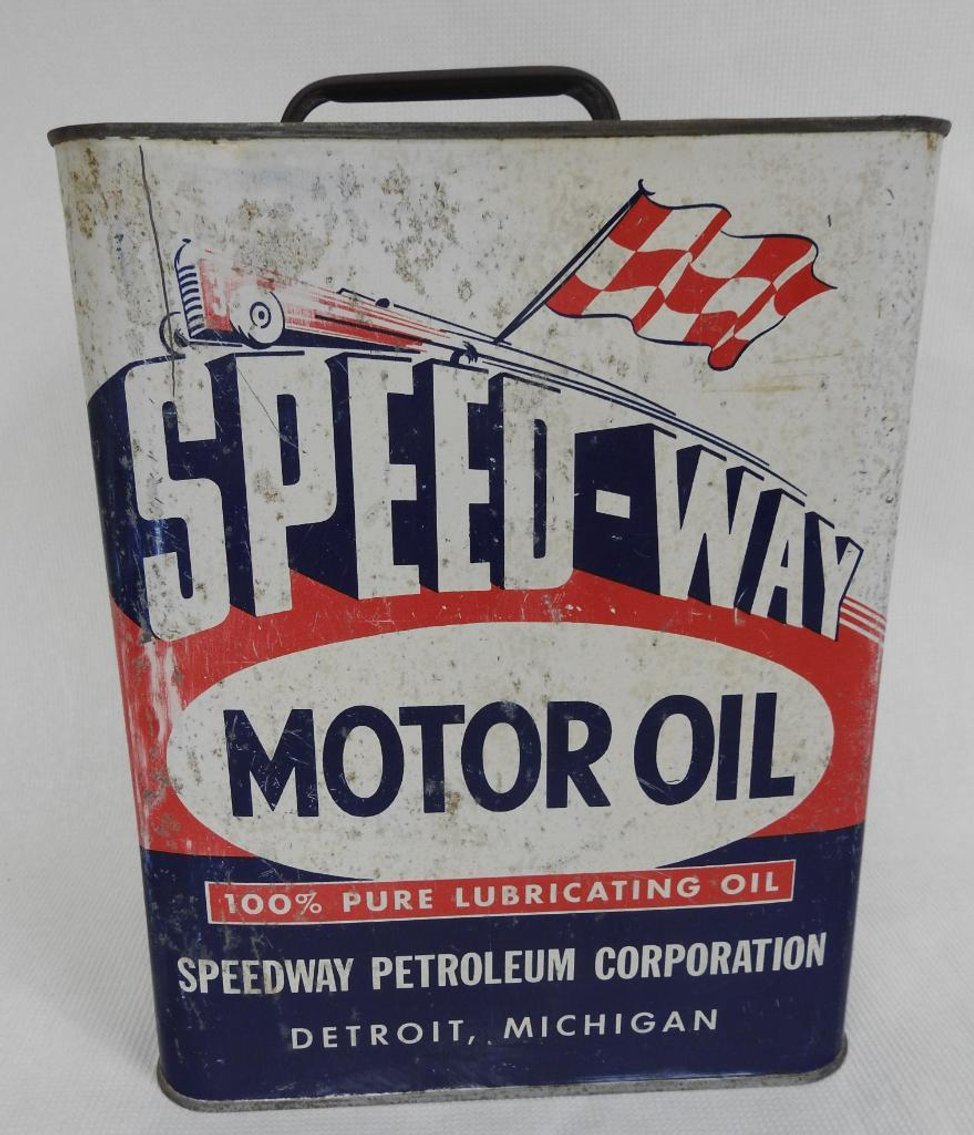 SPEED-WAY
MOTOR OIL
100% PURE LUBRICATING OIL
SPEEDWAY PETROLEUM CORPORATION
DETROIT, MICHIGAN